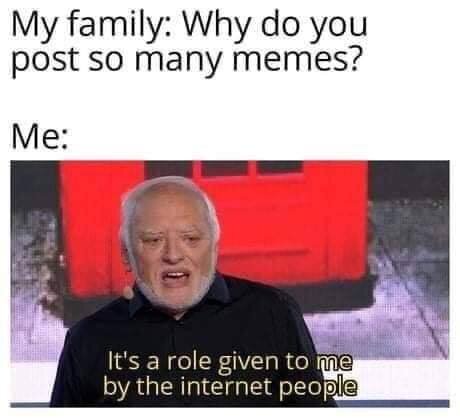 My family: Why do you
post so many memes?
Me:
It's a role given to me
by the internet people